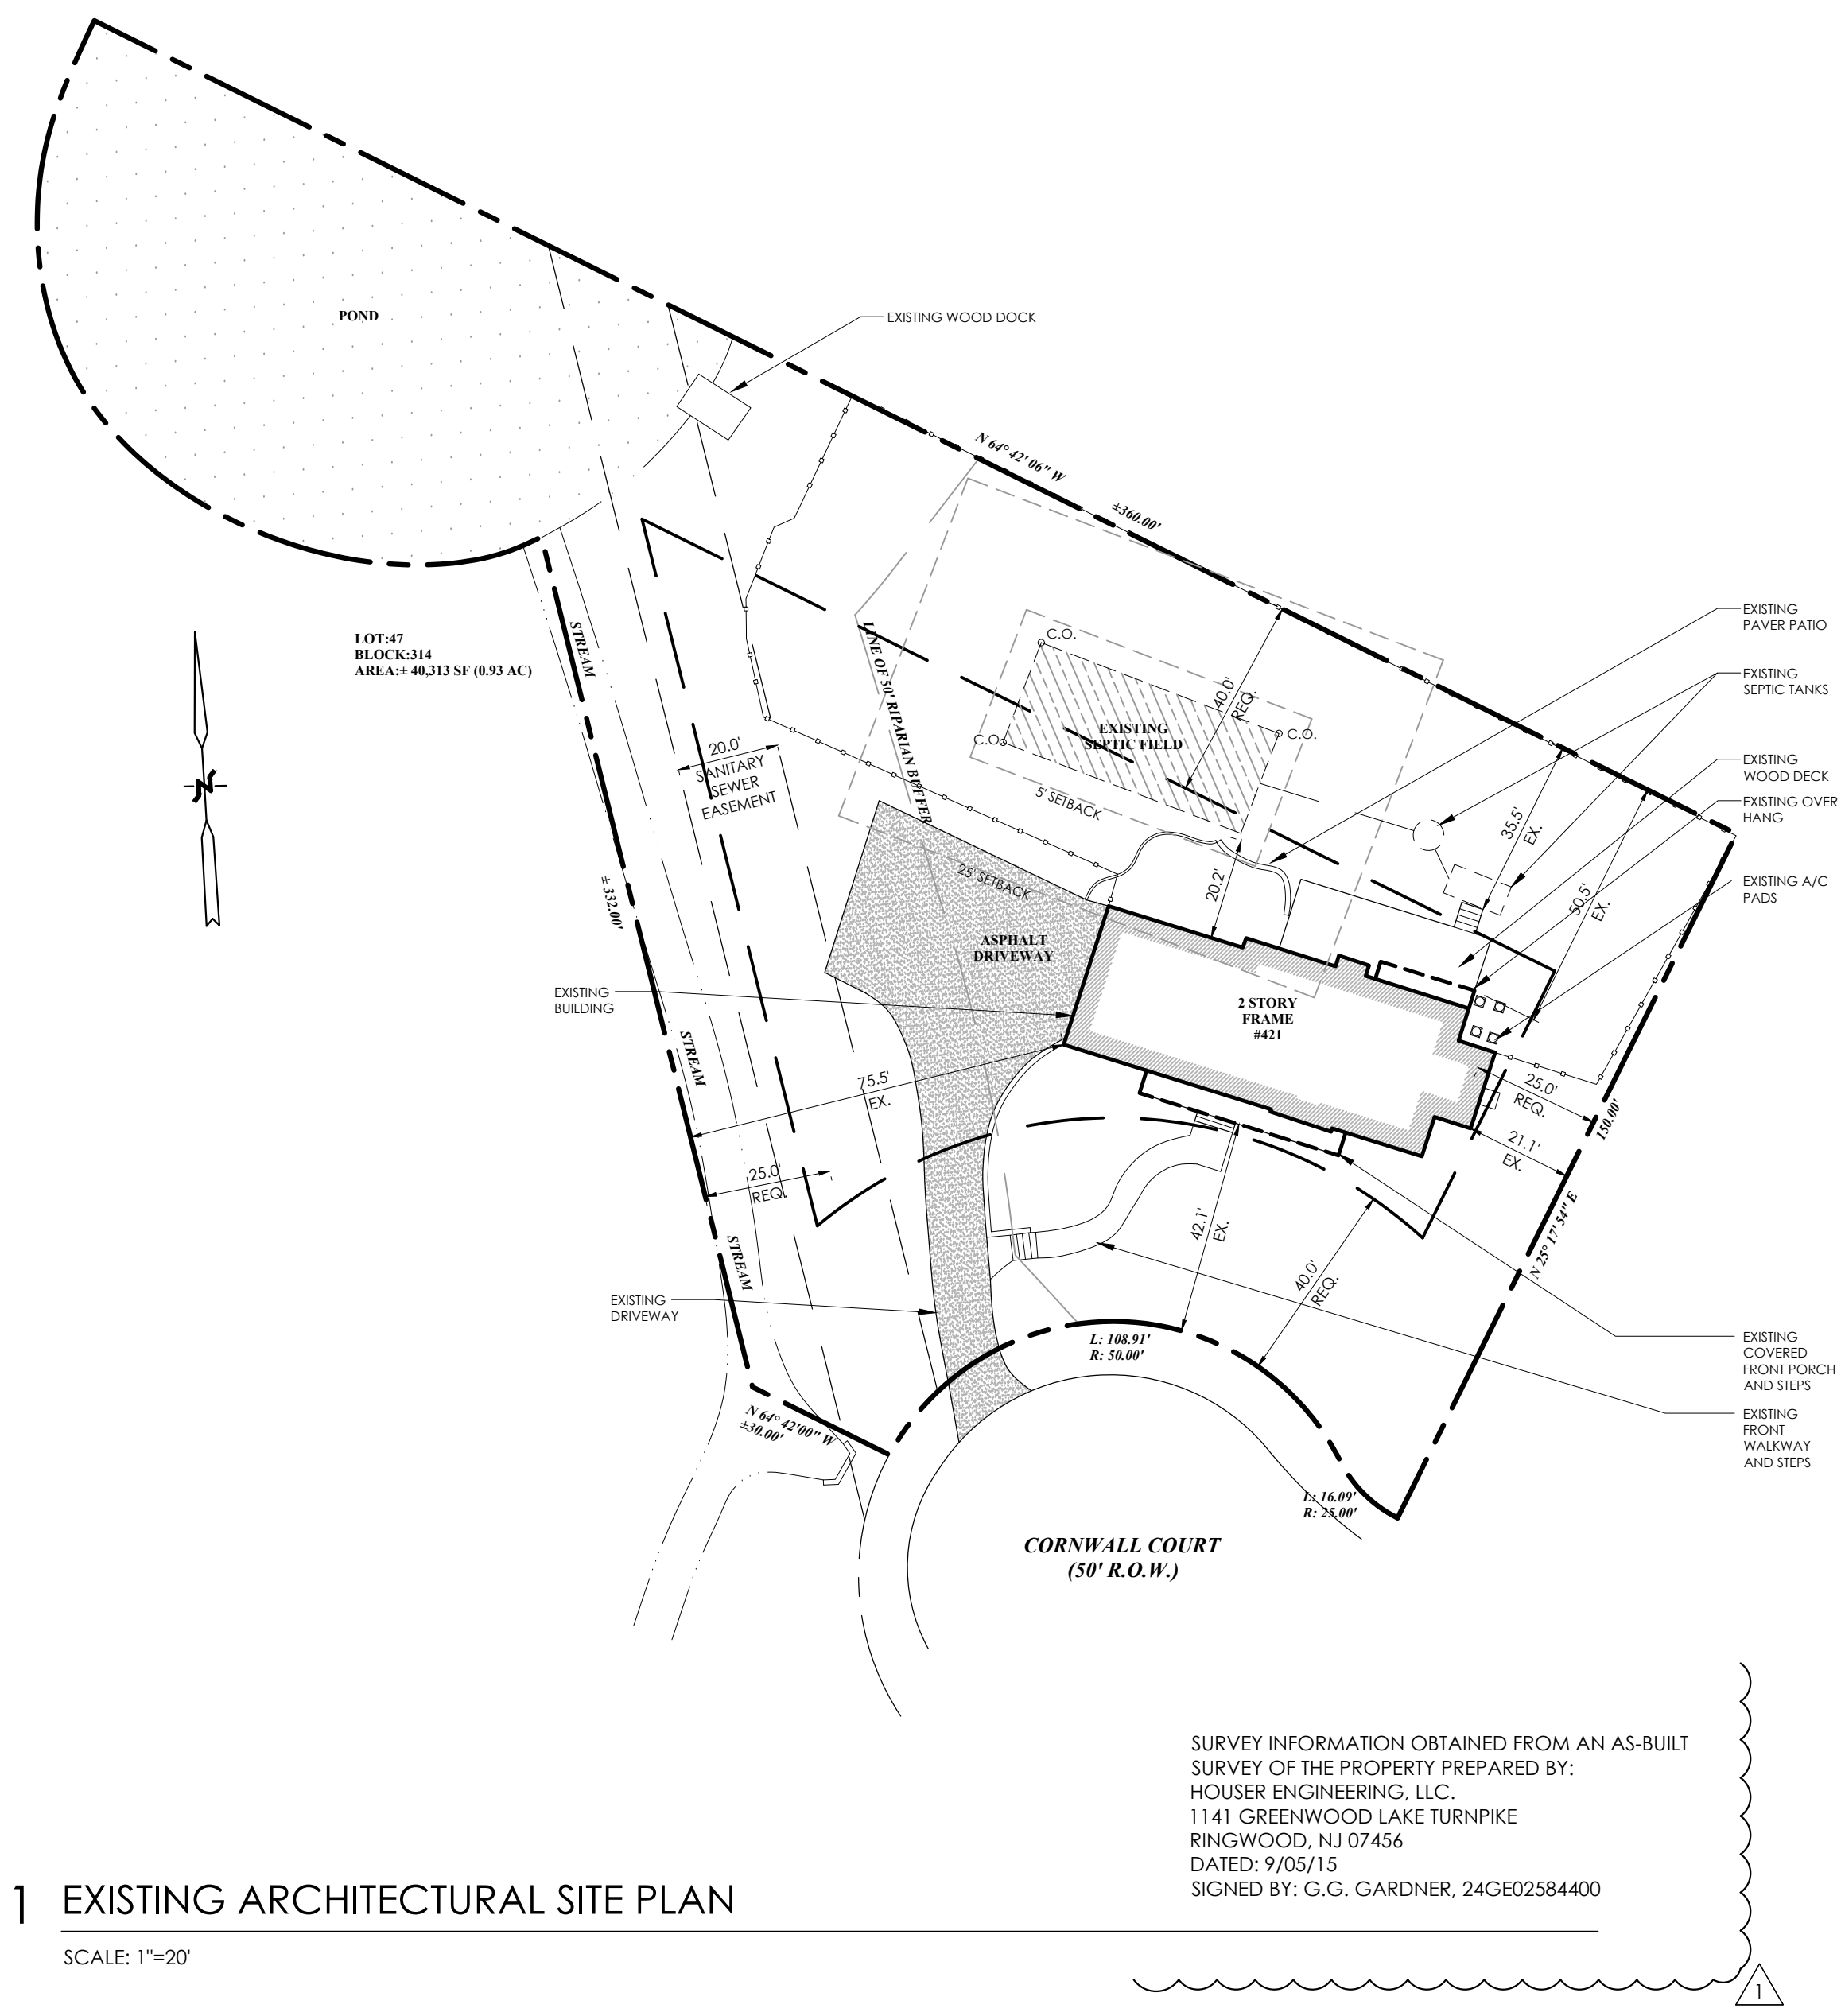 POND
EXISTING WOOD DOCK
N 64° 42' 06" W
±360.00'
LOT:47
BLOCK:314
AREA:± 40,313 SF (0.93 AC)
STREAM
LINE OF 50' RIPARIAN BUFFER
C.O.
C.O.
C.O.
EXISTING
SEPTIC FIELD
40.0'
REQ.
5' SETBACK
EXISTING
PAVER PATIO
EXISTING
SEPTIC TANKS
EXISTING
WOOD DECK
EXISTING OVER
HANG
EXISTING A/C
PADS
20.0'
SANITARY
SEWER
EASEMENT
N
± 332.00'
25' SETBACK
20.2'
35.5'
EX.
50.5'
EX.
ASPHALT
DRIVEWAY
EXISTING
BUILDING
2 STORY
FRAME
#421
STREAM
75.5'
EX.
25.0'
REQ.
150.00'
21.1'
EX.
25.0'
REQ.
N 25° 17' 54" E
42.1'
EX.
40.0'
REQ.
STREAM
EXISTING
DRIVEWAY
L: 108.91'
R: 50.00'
EXISTING
COVERED
FRONT PORCH
AND STEPS
EXISTING
FRONT
WALKWAY
AND STEPS
N 64° 42'00" W
±30.00'
L: 16.09'
R: 25.00'
CORNWALL COURT
(50' R.O.W.)
SURVEY INFORMATION OBTAINED FROM AN AS-BUILT
SURVEY OF THE PROPERTY PREPARED BY:
HOUSER ENGINEERING, LLC.
1141 GREENWOOD LAKE TURNPIKE
RINGWOOD, NJ 07456
DATED: 9/05/15
SIGNED BY: G.G. GARDNER, 24GE02584400
1 EXISTING ARCHITECTURAL SITE PLAN
SCALE: 1"=20'
1